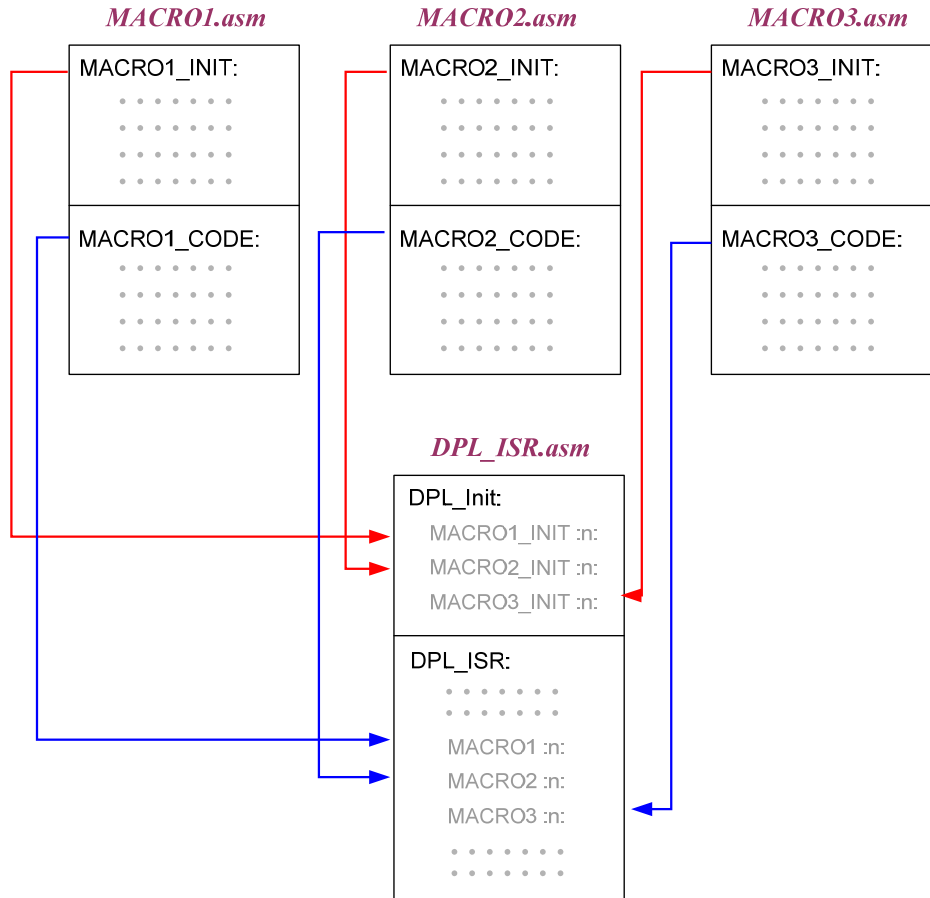 MACRO1.asm
MACRO1_INIT:
MACRO1_CODE:
MACRO2.asm
MACRO2_INIT:
MACRO2_CODE:
MACRO3.asm
MACRO3_INIT:
MACRO3_CODE:
DPL_ISR.asm
DPL_Init:
MACRO1_INIT :n:
MACRO2_INIT :n:
MACRO3_INIT :n:
DPL_ISR:
MACRO1 :n:
MACRO2 :n:
MACRO3 :n: